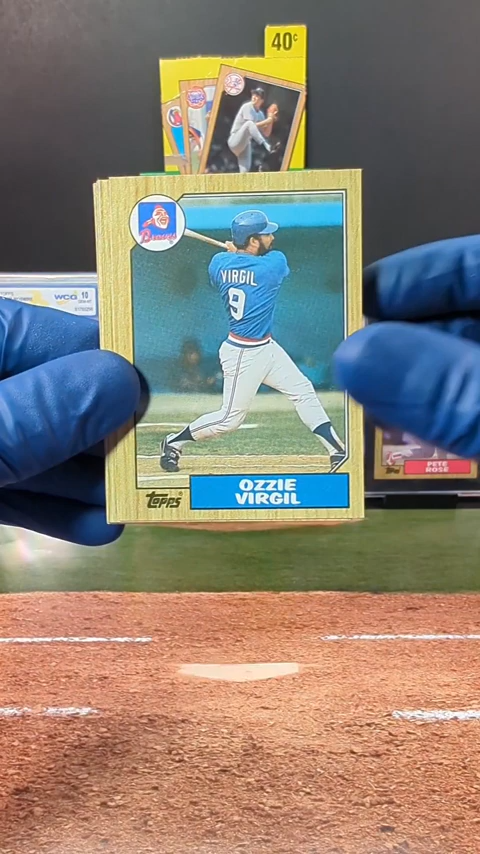 40¢
WCG 10
Braves
VIRGIL
9
PETE
ROSE
OZZIE
VIRGIL
Topps